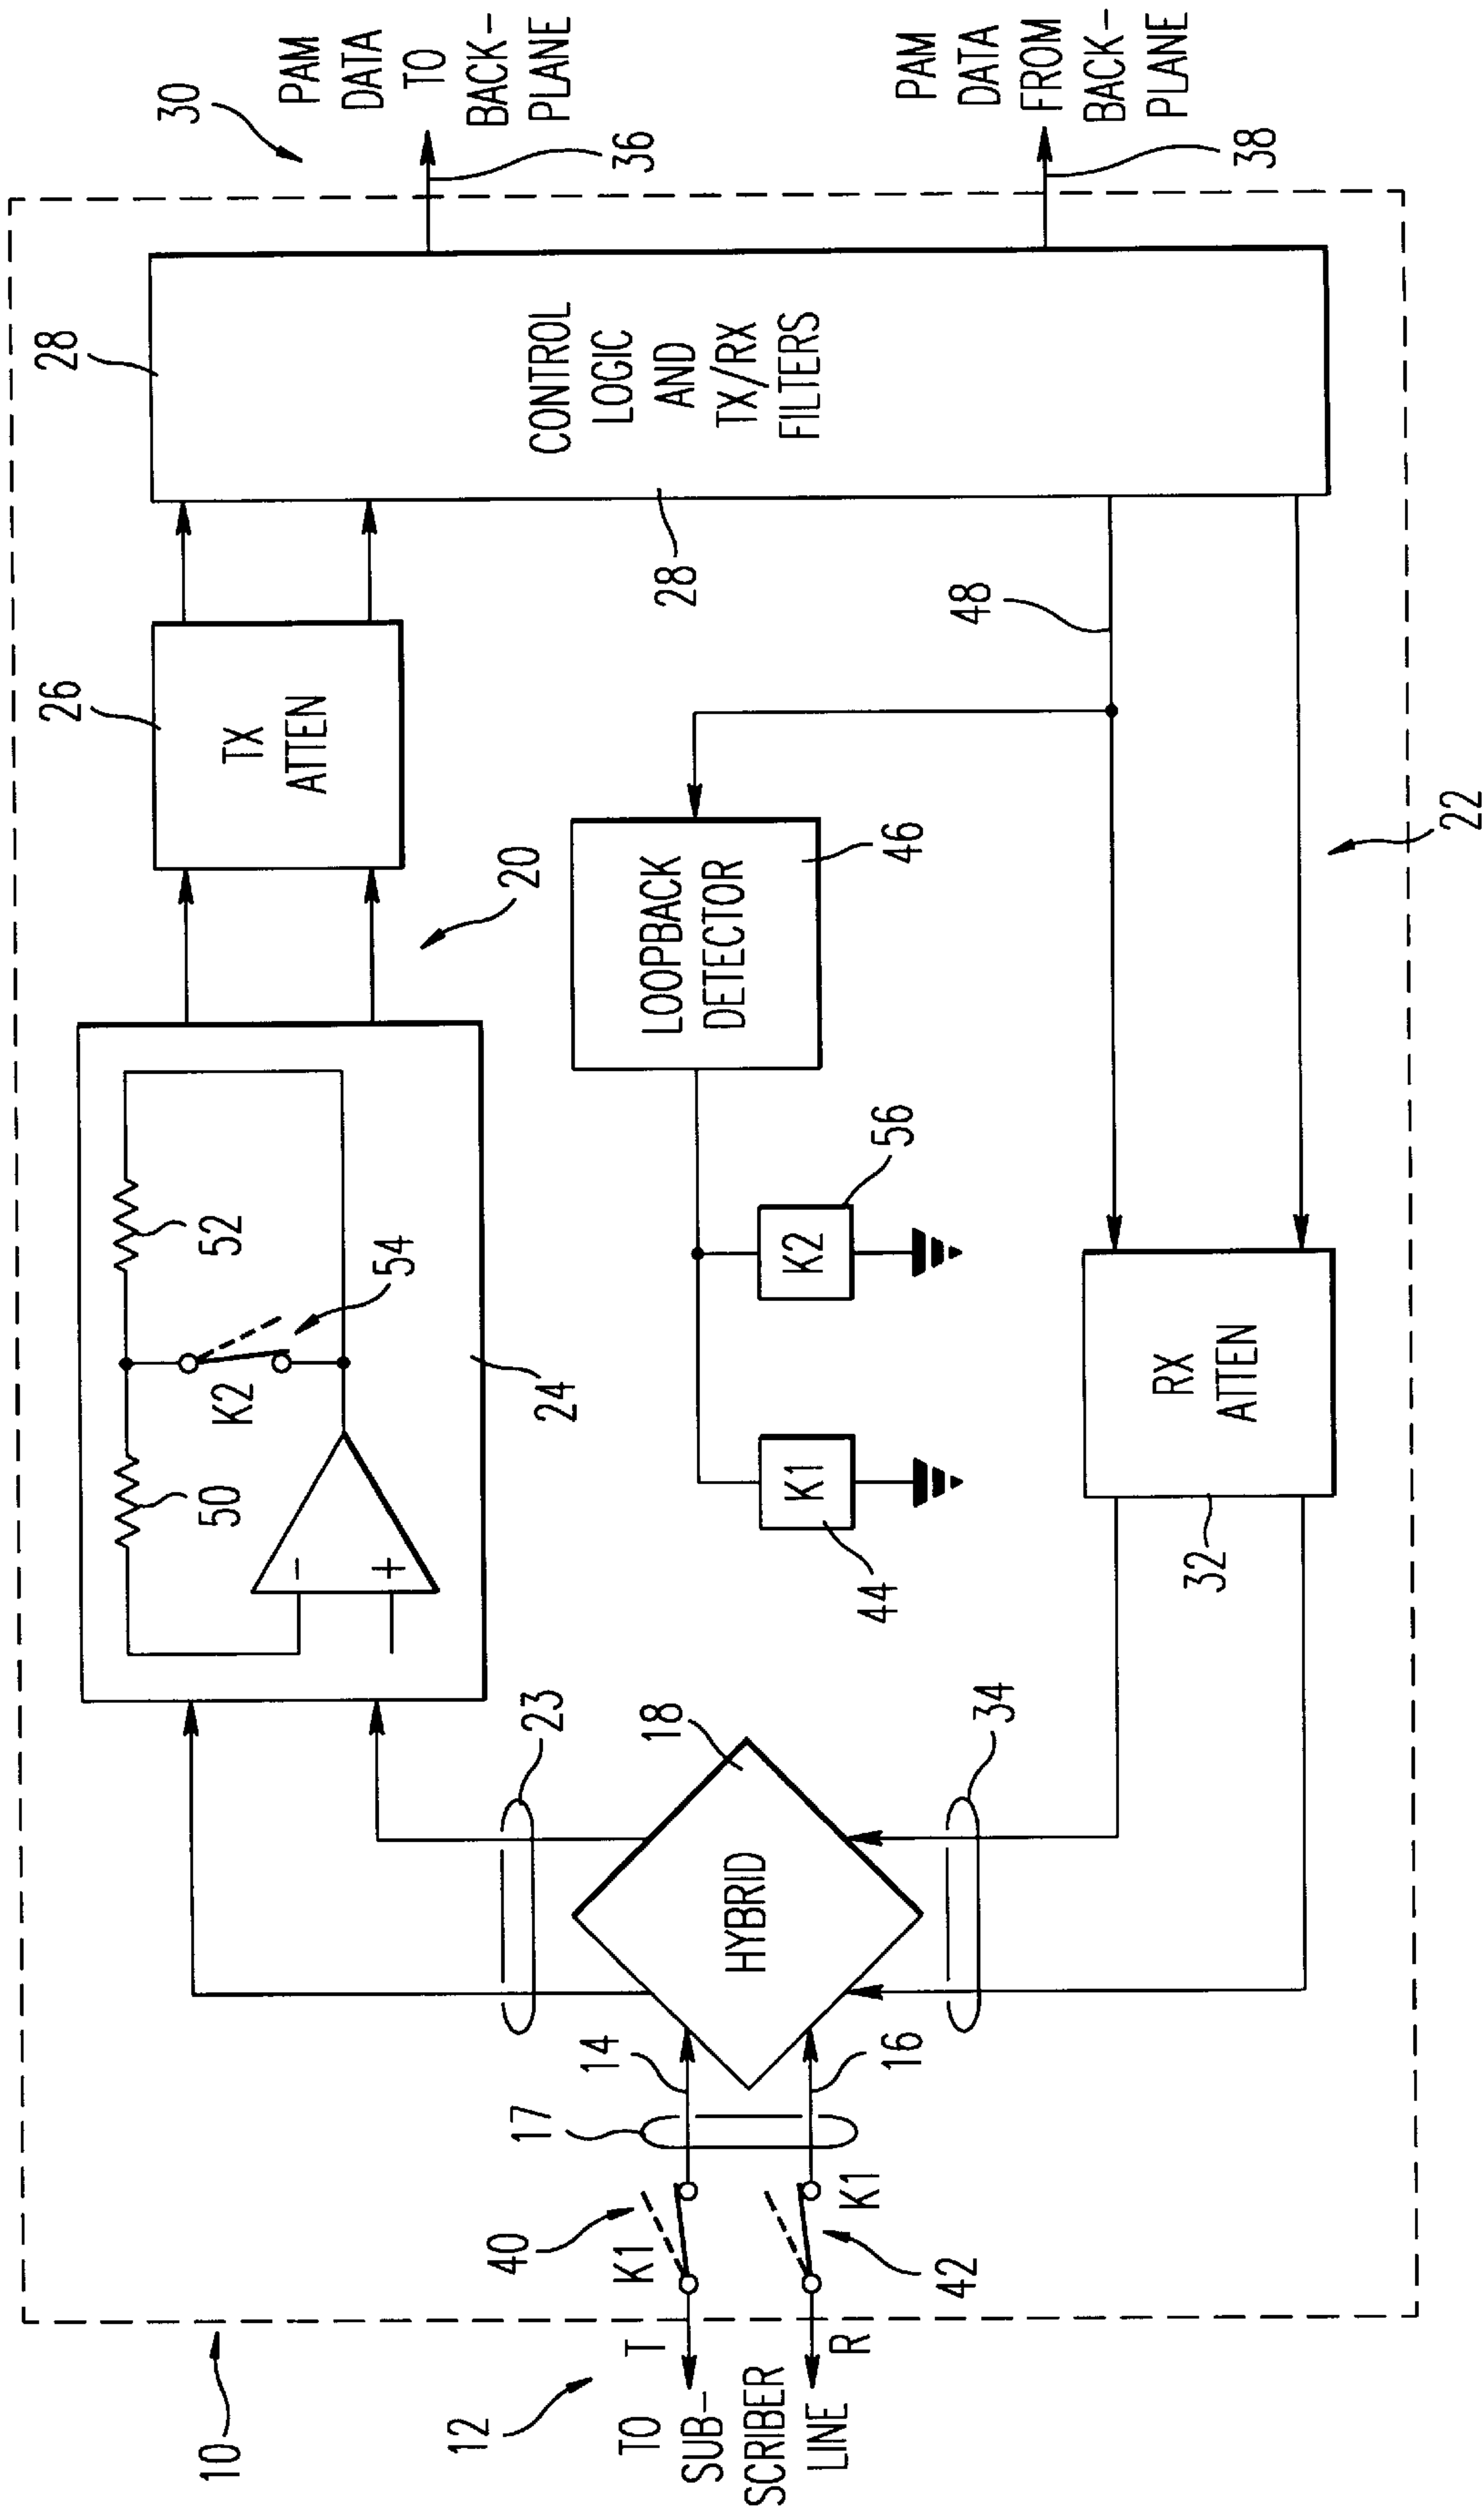 10
12
TO
SUB-
SCRIBER
LINE
T
R
40
K1
K1
42
17
14
16
HYBRID
18
23
34
50
52
K2
54
-
+
24
20
TX
ATTEN
26
28
CONTROL
LOGIC
AND
TX/RX
FILTERS
28
30
PAM
DATA
TO
BACK-
PLANE
36
PAM
DATA
FROM
BACK-
PLANE
38
K1
44
K2
56
LOOPBACK
DETECTOR
46
48
RX
ATTEN
32
22